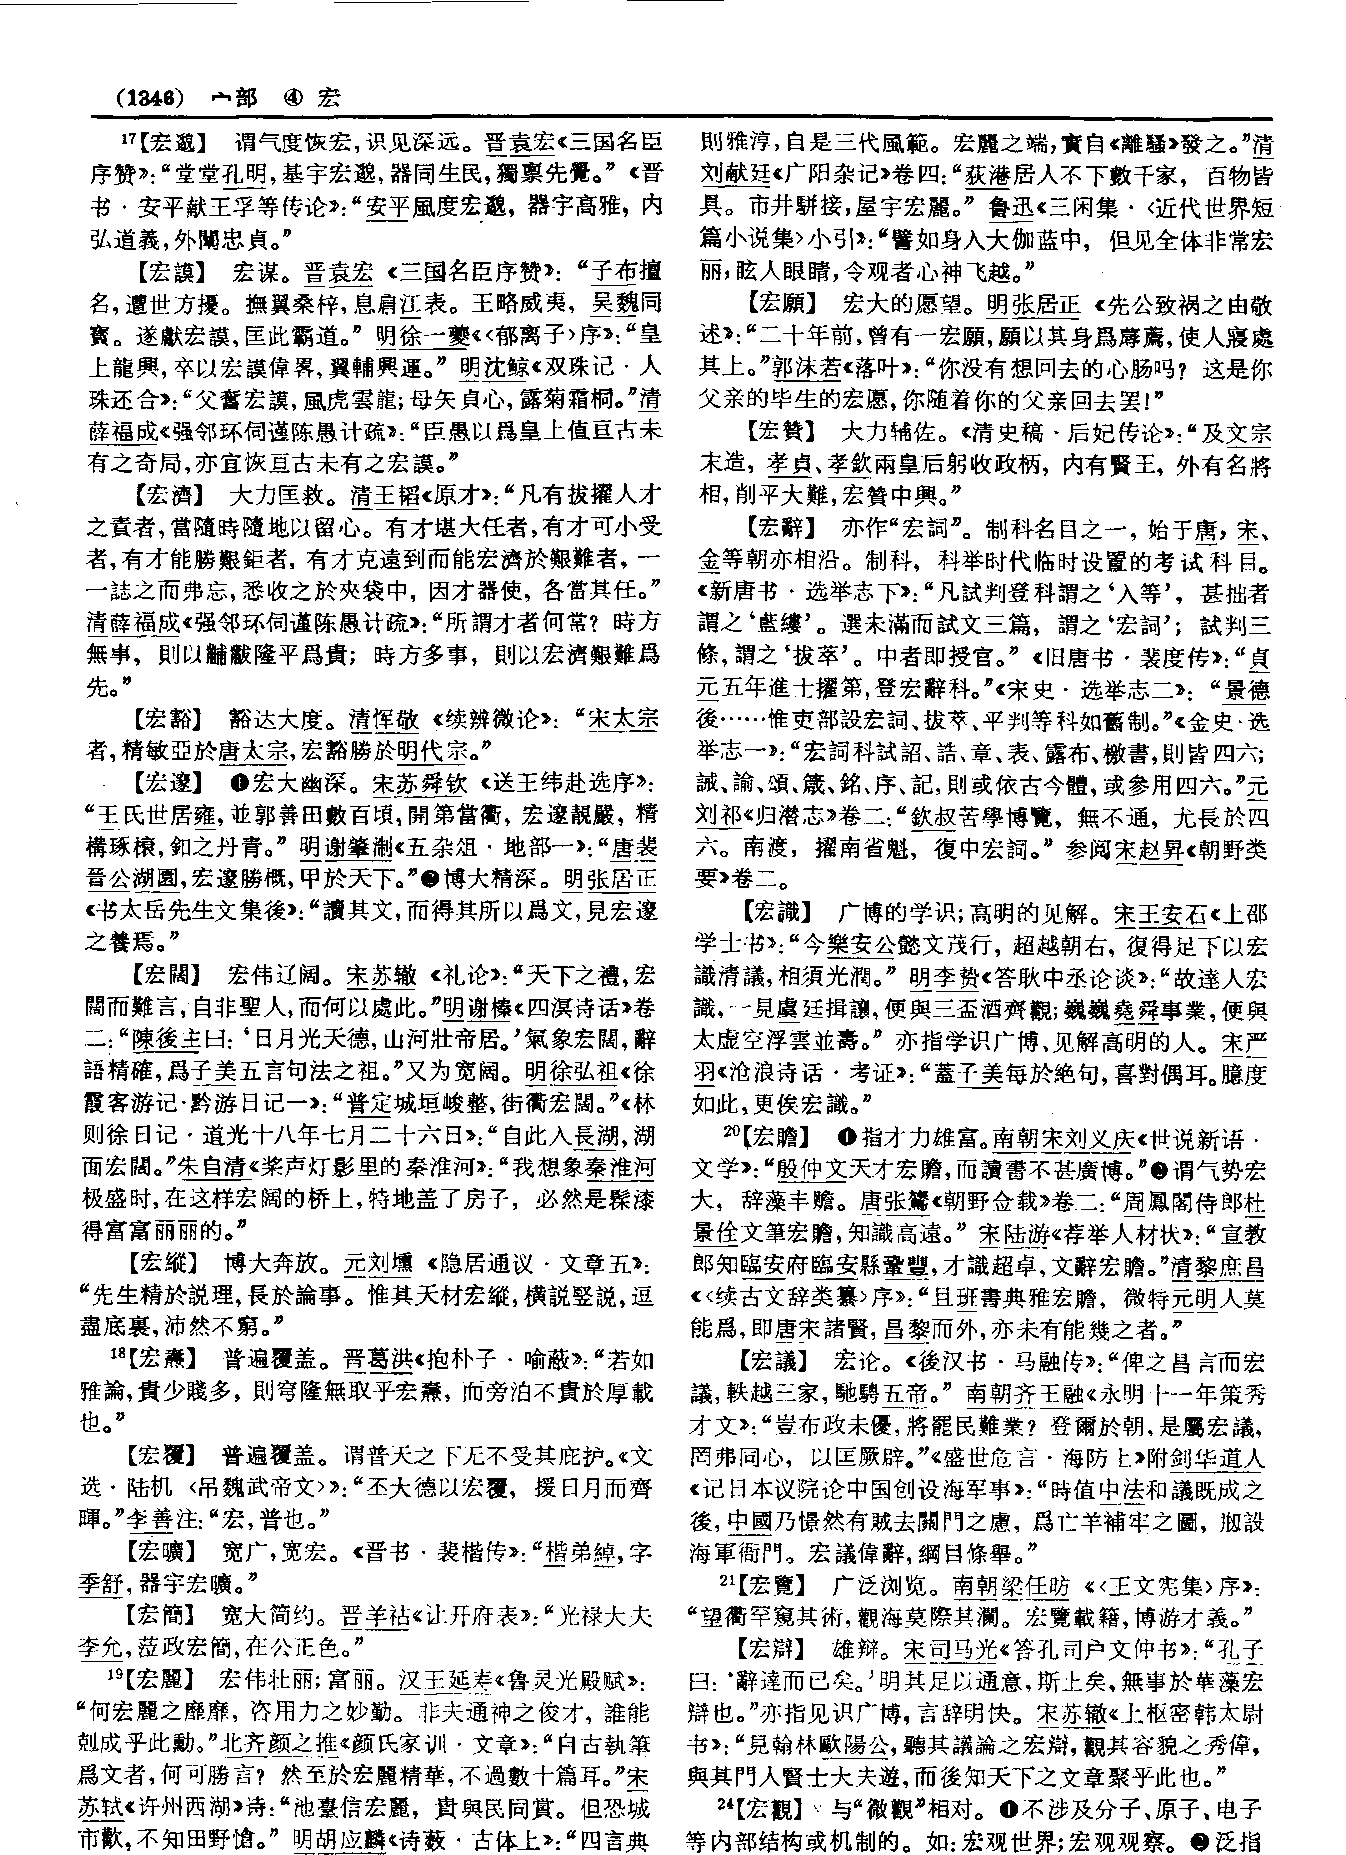 (1346) 宀部 ④ 宏
17【宏邈】 谓气度恢宏,识见深远。晋袁宏《三国名臣
序赞》:“堂堂孔明,基宇宏邈,器同生民,獨禀先覺。”《晋
书·安平献王孚等传论》:“安平風度宏邈,器宇高雅,内
弘道義,外闡忠貞。”
【宏謨】 宏谋。晋袁宏《三国名臣序赞》:“子布擅
名,遭世方擾。撫翼桑梓,息肩江表。王略威夷,吴魏同
寶。遂獻宏謨,匡此霸道。” 明徐一夔《〈郁离子〉序》:“皇
上龍興,卒以宏謨偉畧,翼輔興運。” 明沈鲸《双珠记·人
珠还合》:“父奮宏謨,風虎雲龍;母矢貞心,露菊霜桐。”清
薛福成《强邻环伺谨陈愚计疏》:“臣愚以爲皇上值亘古未
有之奇局,亦宜恢亘古未有之宏謨。”
【宏濟】 大力匡救。清王韬《原才》:“凡有拔擢人才
之責者,當隨時隨地以留心。有才堪大任者,有才可小受
者,有才能勝艱鉅者,有才克遠到而能宏濟於艱難者,一
一誌之而弗忘,悉收之於夾袋中,因才器使,各當其任。”
清薛福成《强邻环伺谨陈愚计疏》:“所謂才者何常?時方
無事,則以黼黻隆平爲貴;時方多事,則以宏濟艱難爲
先。”
【宏豁】 豁达大度。清恽敬《续辨微论》:“宋太宗
者,精敏亞於唐太宗,宏豁勝於明代宗。”
【宏邃】 ❶宏大幽深。宋苏舜钦《送王纬赴选序》:
“王氏世居雍,並郭善田數百頃,開第當衢,宏邃靚嚴,精
構琢榱,釦之丹青。” 明谢肇淛《五杂俎·地部一》:“唐裴
晉公湖園,宏邃勝概,甲於天下。”❷博大精深。明张居正
《书太岳先生文集後》:“讀其文,而得其所以爲文,見宏邃
之養焉。”
【宏闊】 宏伟辽阔。宋苏辙《礼论》:“天下之禮,宏
闊而難言,自非聖人,而何以處此。”明谢榛《四溟诗话》卷
二:“陳後主曰:‘日月光天德,山河壯帝居。’氣象宏闊,辭
語精確,爲子美五言句法之祖。”又为宽阔。明徐弘祖《徐
霞客游记·黔游日记一》:“普定城垣峻整,街衢宏闊。”《林
则徐日记·道光十八年七月二十六日》:“自此入長湖,湖
面宏闊。”朱自清《桨声灯影里的秦淮河》:“我想象秦淮河
极盛时,在这样宏阔的桥上,特地盖了房子,必然是髹漆
得富富丽丽的。”
【宏縱】 博大奔放。元刘壎《隐居通议·文章五》:
“先生精於説理,長於論事。惟其天材宏縱,横説竪説,逗
盡底裏,沛然不窮。”
18【宏燾】 普遍覆盖。晋葛洪《抱朴子·喻蔽》:“若如
雅論,貴少賤多,則穹隆無取乎宏燾,而旁泊不貴於厚載
也。”
【宏覆】 普遍覆盖。谓普天之下无不受其庇护。《文
选·陆机〈吊魏武帝文〉》:“丕大德以宏覆,援日月而齊
暉。”李善注:“宏,普也。”
【宏曠】 宽广,宽宏。《晋书·裴楷传》:“楷弟綽,字
季舒,器宇宏曠。”
【宏簡】 宽大简约。晋羊祜《让开府表》:“光禄大夫
李允,蒞政宏簡,在公正色。”
19【宏麗】 宏伟壮丽;富丽。汉王延寿《鲁灵光殿赋》:
“何宏麗之靡靡,咨用力之妙勤。非夫通神之俊才,誰能
剋成乎此勳。”北齐颜之推《颜氏家训·文章》:“自古執筆
爲文者,何可勝言?然至於宏麗精華,不過數十篇耳。”宋
苏轼《许州西湖》诗:“池臺信宏麗,貴與民同賞。但恐城
市歡,不知田野愴。” 明胡应麟《诗薮·古体上》:“四言典
則雅淳,自是三代風範。宏麗之端,實自《離騷》發之。”清
刘献廷《广阳杂记》卷四:“荻港居人不下數千家,百物皆
具。市井駢接,屋宇宏麗。” 鲁迅《三闲集·〈近代世界短
篇小说集〉小引》:“譬如身入大伽蓝中,但见全体非常宏
丽,眩人眼睛,令观者心神飞越。”
【宏願】 宏大的愿望。明张居正《先公致祸之由敬
述》:“二十年前,曾有一宏願,願以其身爲蓐薦,使人寢處
其上。”郭沫若《落叶》:“你没有想回去的心肠吗?这是你
父亲的毕生的宏愿,你随着你的父亲回去罢!”
【宏贊】 大力辅佐。《清史稿·后妃传论》:“及文宗
末造,孝貞、孝欽兩皇后躬收政柄,内有賢王,外有名將
相,削平大難,宏贊中興。”
【宏辭】 亦作“宏詞”。制科名目之一,始于唐,宋、
金等朝亦相沿。制科,科举时代临时设置的考试科目。
《新唐书·选举志下》:“凡試判登科謂之‘入等’,甚拙者
謂之‘藍縷’。選未滿而試文三篇,謂之‘宏詞’;試判三
條,謂之‘拔萃’。中者即授官。”《旧唐书·裴度传》:“貞
元五年進士擢第,登宏辭科。”《宋史·选举志二》:“景德
後……惟吏部設宏詞、拔萃、平判等科如舊制。”《金史·选
举志一》:“宏詞科試詔、誥、章、表、露布、檄書,則皆四六;
誡、諭、頌、箴、銘、序、記,則或依古今體,或參用四六。”元
刘祁《归潜志》卷二:“欽叔苦學博覽,無不通,尤長於四
六。南渡,擢南省魁,復中宏詞。” 参阅宋赵昇《朝野类
要》卷二。
【宏識】 广博的学识;高明的见解。宋王安石《上邵
学士书》:“今樂安公懿文茂行,超越朝右,復得足下以宏
識清議,相須光潤。” 明李贽《答耿中丞论谈》:“故達人宏
識,一見虞廷揖讓,便與三盃酒齊觀;巍巍堯舜事業,便與
太虚空浮雲並壽。” 亦指学识广博、见解高明的人。宋严
羽《沧浪诗话·考证》:“蓋子美每於絶句,喜對偶耳。臆度
如此,更俟宏識。”
20【宏贍】 ❶指才力雄富。南朝宋刘义庆《世说新语·
文学》:“殷仲文天才宏贍,而讀書不甚廣博。”❷谓气势宏
大,辞藻丰赡。唐张鷟《朝野佥载》卷二:“周鳳閣侍郎杜
景佺文筆宏贍,知識高遠。” 宋陆游《荐举人材状》:“宣教
郎知臨安府臨安縣鞏豐,才識超卓,文辭宏贍。”清黎庶昌
《〈续古文辞类纂〉序》:“且班書典雅宏贍,微特元明人莫
能爲,即唐宋諸賢,昌黎而外,亦未有能幾之者。”
【宏議】 宏论。《後汉书·马融传》:“俾之昌言而宏
議,軼越三家,馳騁五帝。” 南朝齐王融《永明十一年策秀
才文》:“豈布政未優,將罷民難業?登爾於朝,是屬宏議,
罔弗同心,以匡厥辟。”《盛世危言·海防上》附剑华道人
《记日本议院论中国创设海军事》:“時值中法和議既成之
後,中國乃憬然有賊去關門之慮,爲亡羊補牢之圖,朌設
海軍衙門。宏議偉辭,綱目條舉。”
21【宏覽】 广泛浏览。南朝梁任昉《〈王文宪集〉序》:
“望衢罕窺其術,觀海莫際其瀾。宏覽載籍,博游才義。”
【宏辯】 雄辩。宋司马光《答孔司户文仲书》:“孔子
曰:‘辭達而已矣。’明其足以通意,斯止矣,無事於華藻宏
辯也。”亦指见识广博,言辞明快。宋苏辙《上枢密韩太尉
书》:“見翰林歐陽公,聽其議論之宏辯,觀其容貌之秀偉,
與其門人賢士大夫遊,而後知天下之文章聚乎此也。”
24【宏觀】 与“微觀”相对。❶不涉及分子、原子、电子
等内部结构或机制的。如:宏观世界;宏观观察。❷泛指